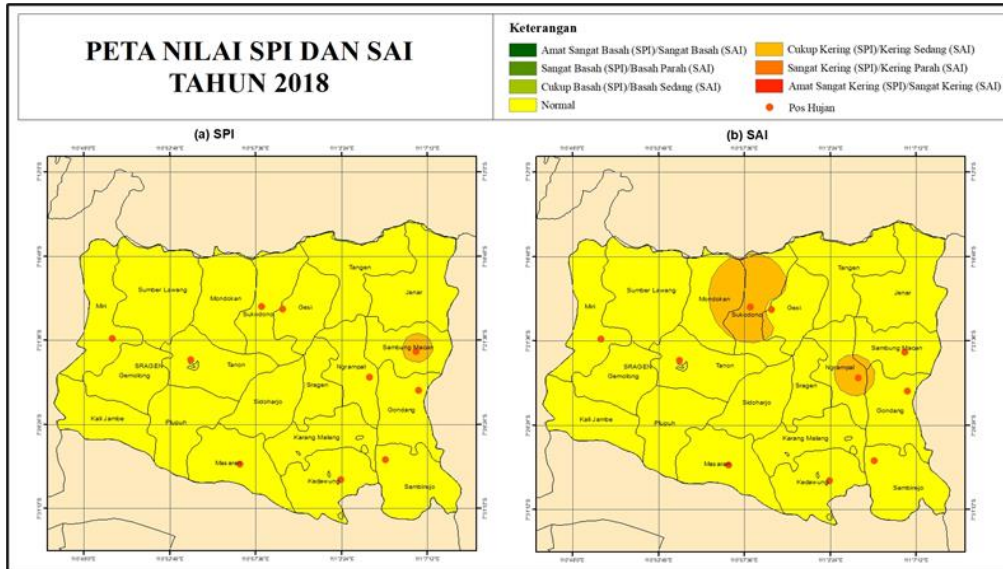 PETA NILAI SPI DAN SAI
TAHUN 2018
Keterangan
Amat Sangat Basah (SPI)/Sangat Basah (SAI)
Sangat Basah (SPI)/Basah Parah (SAI)
Cukup Basah (SPI)/Basah Sedang (SAI)
Normal
Cukup Kering (SPI)/Kering Sedang (SAI)
Sangat Kering (SPI)/Kering Parah (SAI)
Amat Sangat Kering (SPI)/Sangat Kering (SAI)
Pos Hujan
(a) SPI
Tangen
Jenar
Sumber Lawang
Mondokan
Miri
Gesi
Sukodono
Sambung Macan
SRAGEN
Tanon
Ngrampal
Gemolong
Sragen
Sidoharjo
Gondang
Kali Jambe
Plupuh
Karang Malang
Masaran
Kedawung
Sambirejo
(b) SAI
Tangen
Jenar
Sumber Lawang
Mondokan
Miri
Gesi
Sukodono
Sambung Macan
SRAGEN
Tanon
Ngrampal
Gemolong
Sragen
Sidoharjo
Gondang
Kali Jambe
Plupuh
Karang Malang
Masaran
Kedawung
Sambirejo